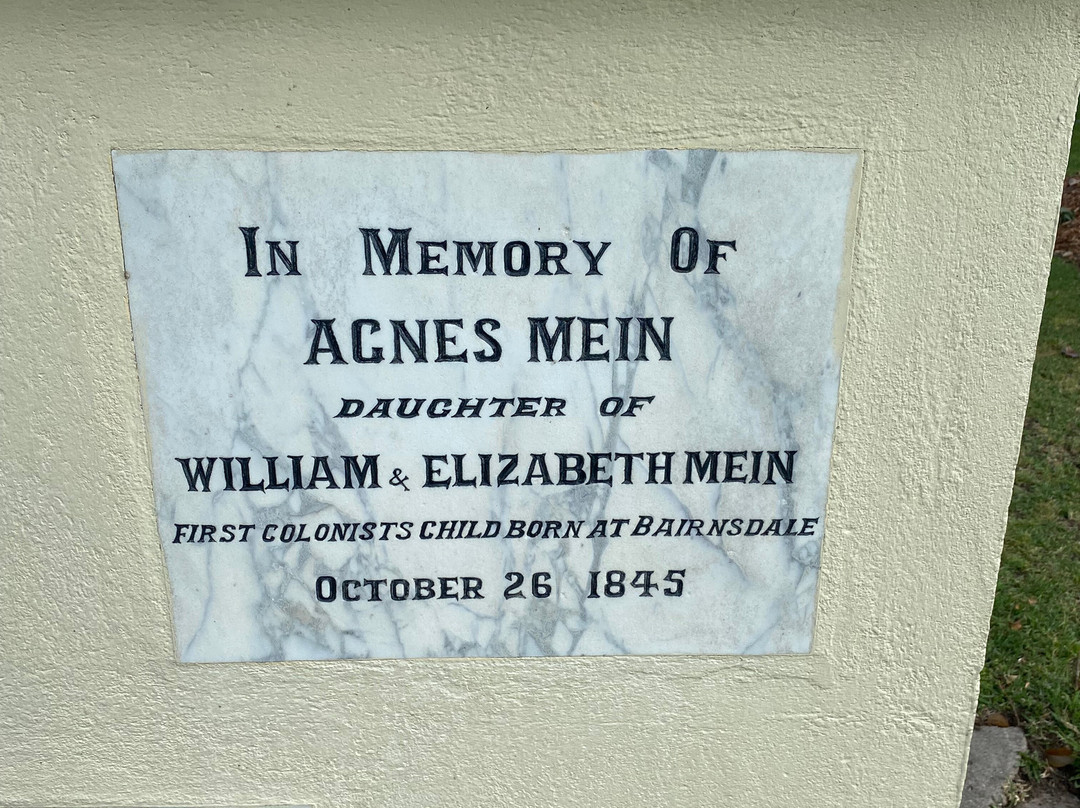 In Memory Of
AGNES MEIN
DAUGHTER OF
WILLIAM & ELIZABETH MEIN
FIRST COLONISTS CHILD BORN AT BAIRNSDALE
OCTOBER 26 1845